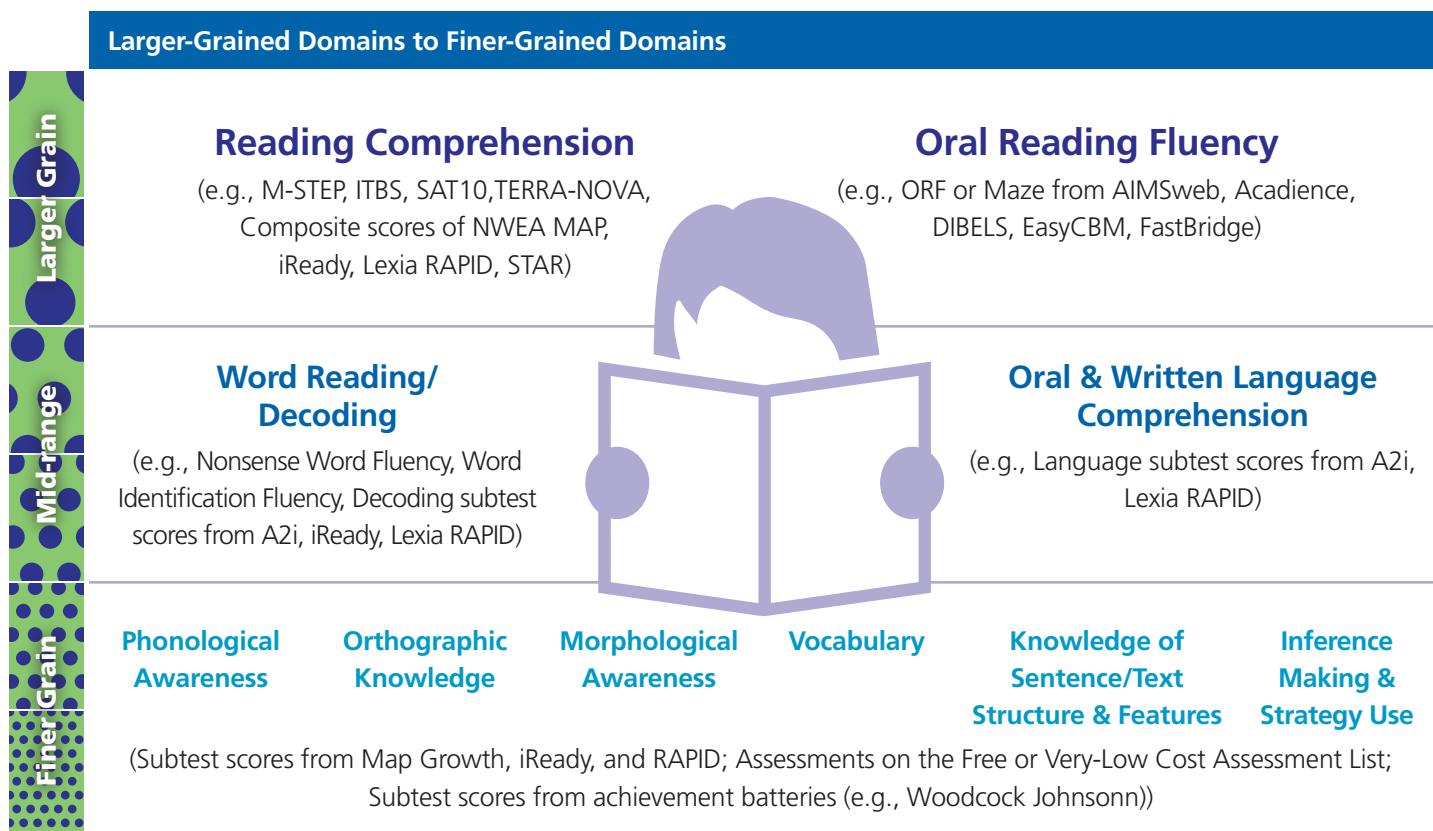 Larger-Grained Domains to Finer-Grained Domains
Larger Grain
Reading Comprehension
(e.g., M-STEP, ITBS, SAT10,TERRA-NOVA,
Composite scores of NWEA MAP,
iReady, Lexia RAPID, STAR)
Oral Reading Fluency
(e.g., ORF or Maze from AIMSweb, Acadience,
DIBELS, EasyCBM, FastBridge)
Mid-range
Word Reading/
Decoding
(e.g., Nonsense Word Fluency, Word
Identification Fluency, Decoding subtest
scores from A2i, iReady, Lexia RAPID)
Oral & Written Language
Comprehension
(e.g., Language subtest scores from A2i,
Lexia RAPID)
Finer Grain
Phonological
Awareness
Orthographic
Knowledge
Morphological
Awareness
Vocabulary
Knowledge of
Sentence/Text
Structure & Features
Inference
Making &
Strategy Use
(Subtest scores from Map Growth, iReady, and RAPID; Assessments on the Free or Very-Low Cost Assessment List;
Subtest scores from achievement batteries (e.g., Woodcock Johnsonn))